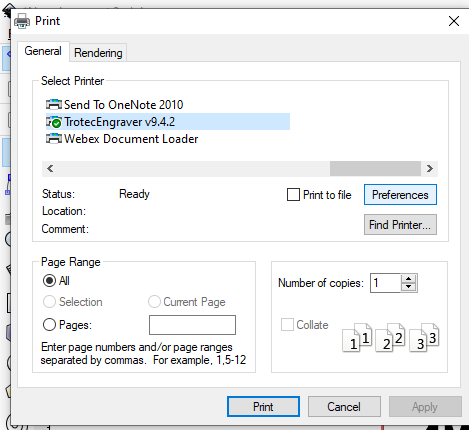 Print
General
Rendering
Select Printer
Send To OneNote 2010
TrotecEngraver v9.4.2
Webex Document Loader
Status: Ready
Print to file
Preferences
Location:
Comment:
Find Printer...
Page Range
All
Selection
Current Page
Pages:
Enter page numbers and/or page ranges
separated by commas. For example, 1,5-12
Number of copies: 1
Collate
1 1 2 2 3 3
Print
Cancel
Apply